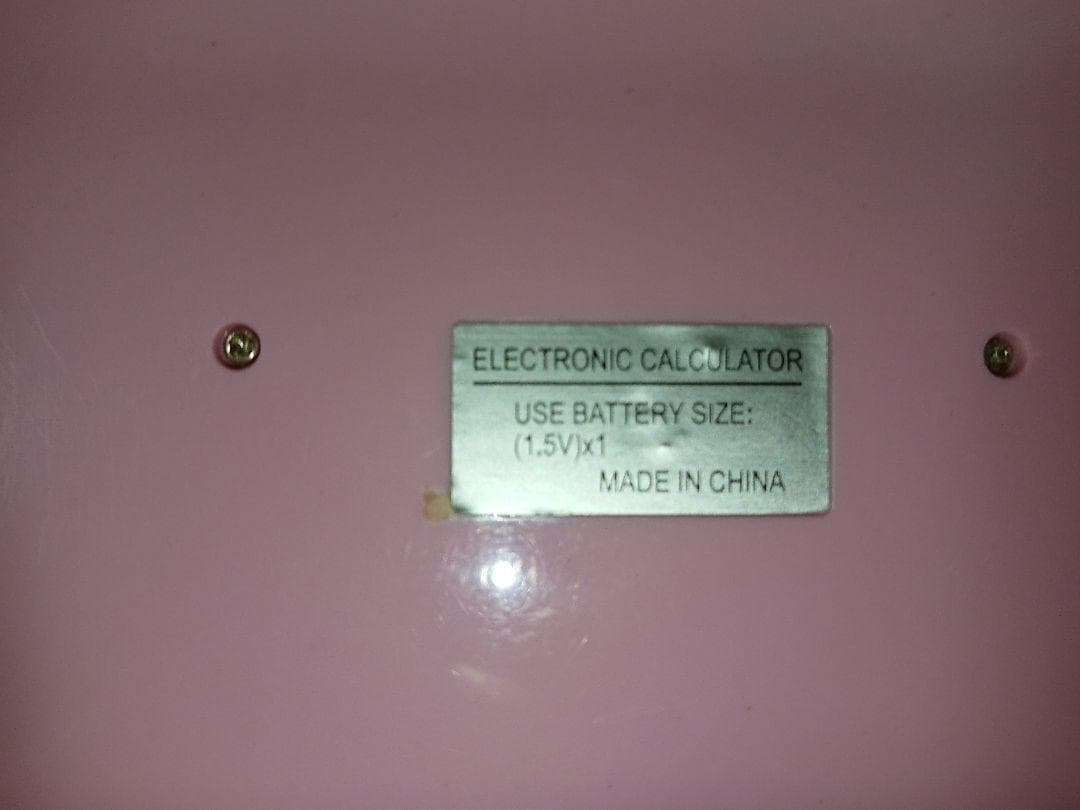 ELECTRONIC CALCULATOR
USE BATTERY SIZE:
(1.5V)x1
MADE IN CHINA